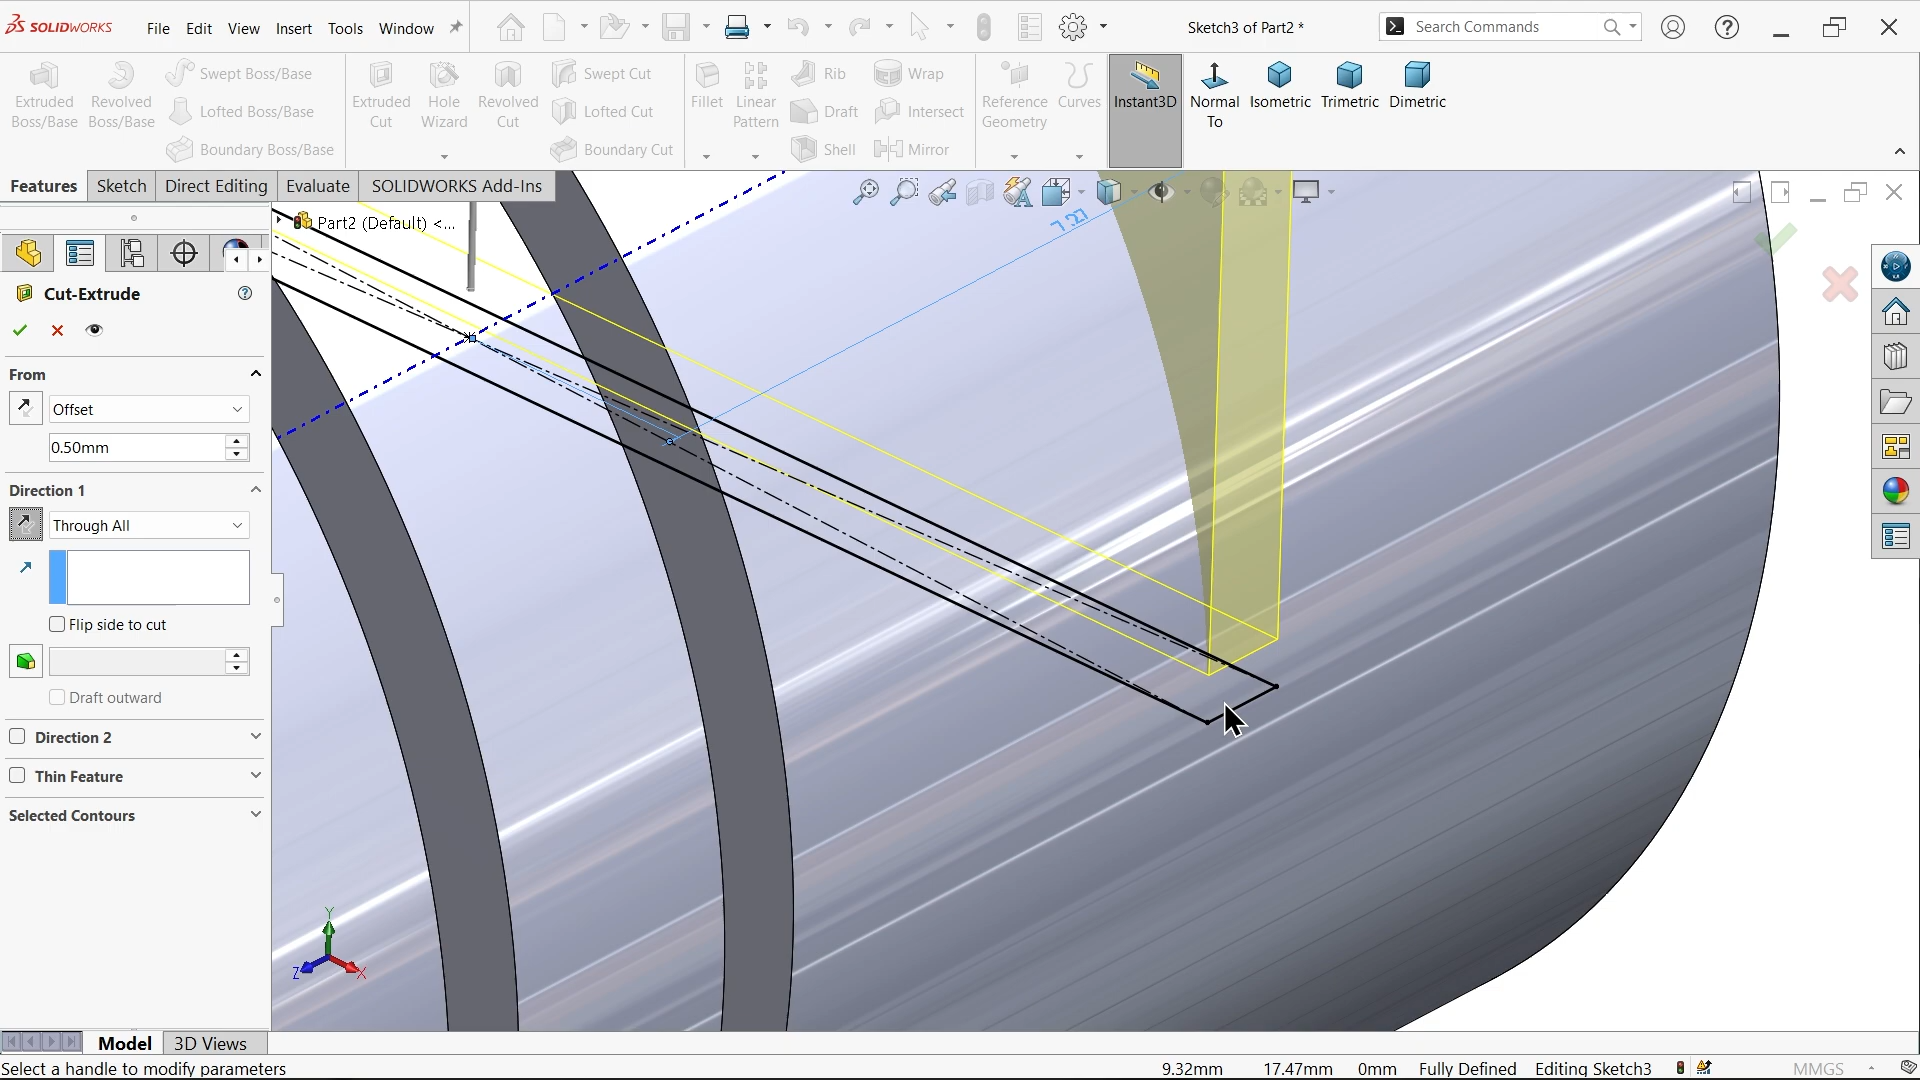 SOLIDWORKS File Edit View Insert Tools Window Sketch3 of Part2 * Search Commands
Extruded Boss/Base
Revolved Boss/Base
Swept Boss/Base
Lofted Boss/Base
Boundary Boss/Base
Extruded Cut
Hole Wizard
Revolved Cut
Swept Cut
Lofted Cut
Boundary Cut
Fillet
Linear Pattern
Rib
Draft
Shell
Wrap
Intersect
Mirror
Reference Geometry
Curves
Instant3D
Normal To
Isometric
Trimetric
Dimetric
Features Sketch Direct Editing Evaluate SOLIDWORKS Add-Ins
Part2 (Default) <...
7.27
Cut-Extrude
From
Offset
0.50mm
Direction 1
Through All
Flip side to cut
Draft outward
Direction 2
Thin Feature
Selected Contours
Y
Z
X
Model 3D Views
Select a handle to modify parameters 9.32mm 17.47mm 0mm Fully Defined Editing Sketch3 MMGS